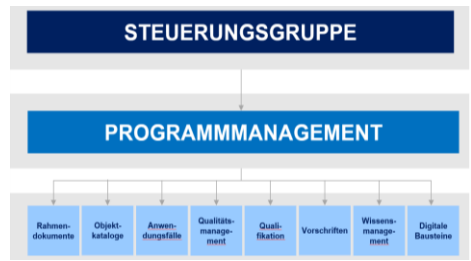 STEUERUNGSGRUPPE
PROGRAMMMANAGEMENT
Rahmen-
dokumente
Objekt-
kataloge
Anwen-
dungsfälle
Qualitäts-
manage-
ment
Quali-
fikation
Vorschriften
Wissens-
manage-
ment
Digitale
Bausteine